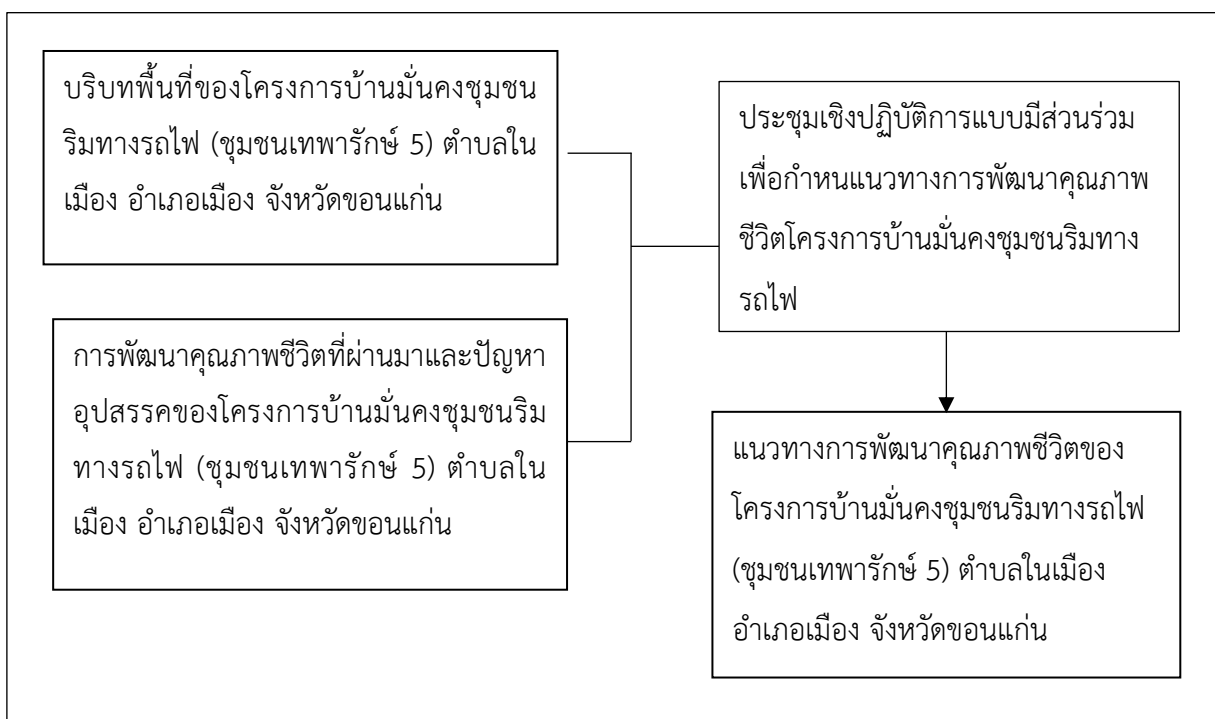 บริบทพื้นที่ของโครงการบ้านมั่นคงชุมชน
ริมทางรถไฟ (ชุมชนเทพารักษ์ 5) ตำบลใน
เมือง อำเภอเมือง จังหวัดขอนแก่น
การพัฒนาคุณภาพชีวิตที่ผ่านมาและปัญหา
อุปสรรคของโครงการบ้านมั่นคงชุมชนริม
ทางรถไฟ (ชุมชนเทพารักษ์ 5) ตำบลใน
เมือง อำเภอเมือง จังหวัดขอนแก่น
ประชุมเชิงปฏิบัติการแบบมีส่วนร่วม
เพื่อกำหนแนวทางการพัฒนาคุณภาพ
ชีวิตโครงการบ้านมั่นคงชุมชนริมทาง
รถไฟ
แนวทางการพัฒนาคุณภาพชีวิตของ
โครงการบ้านมั่นคงชุมชนริมทางรถไฟ
(ชุมชนเทพารักษ์ 5) ตำบลในเมือง
อำเภอเมือง จังหวัดขอนแก่น